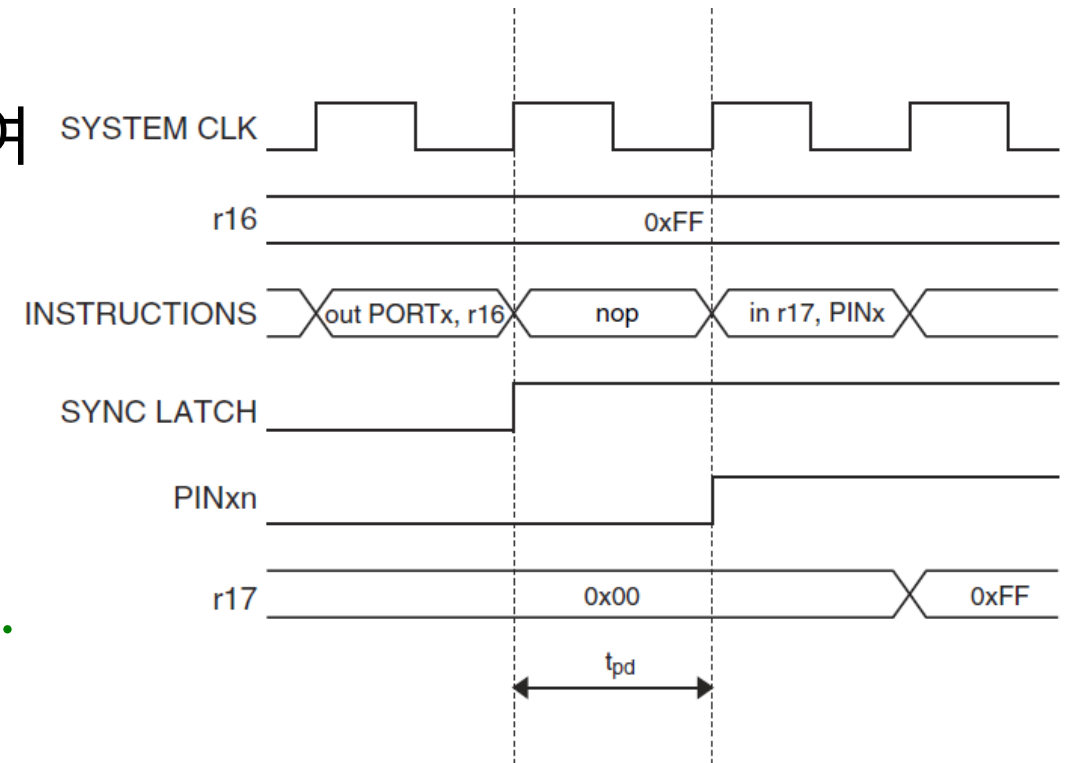 여
SYSTEM CLK
r16
0xFF
INSTRUCTIONS
out PORTx, r16
nop
in r17, PINx
SYNC LATCH
PINxn
r17
0x00
0xFF
.
tpd